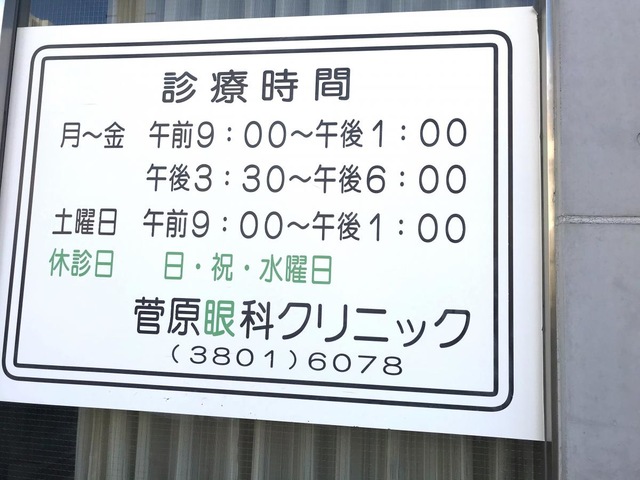 診療時間
月〜金 午前9：00〜午後1：00
午後3：30〜午後6：00
土曜日 午前9：00〜午後1：00
休診日 日・祝・水曜日
菅原眼科クリニック
(3801)6078